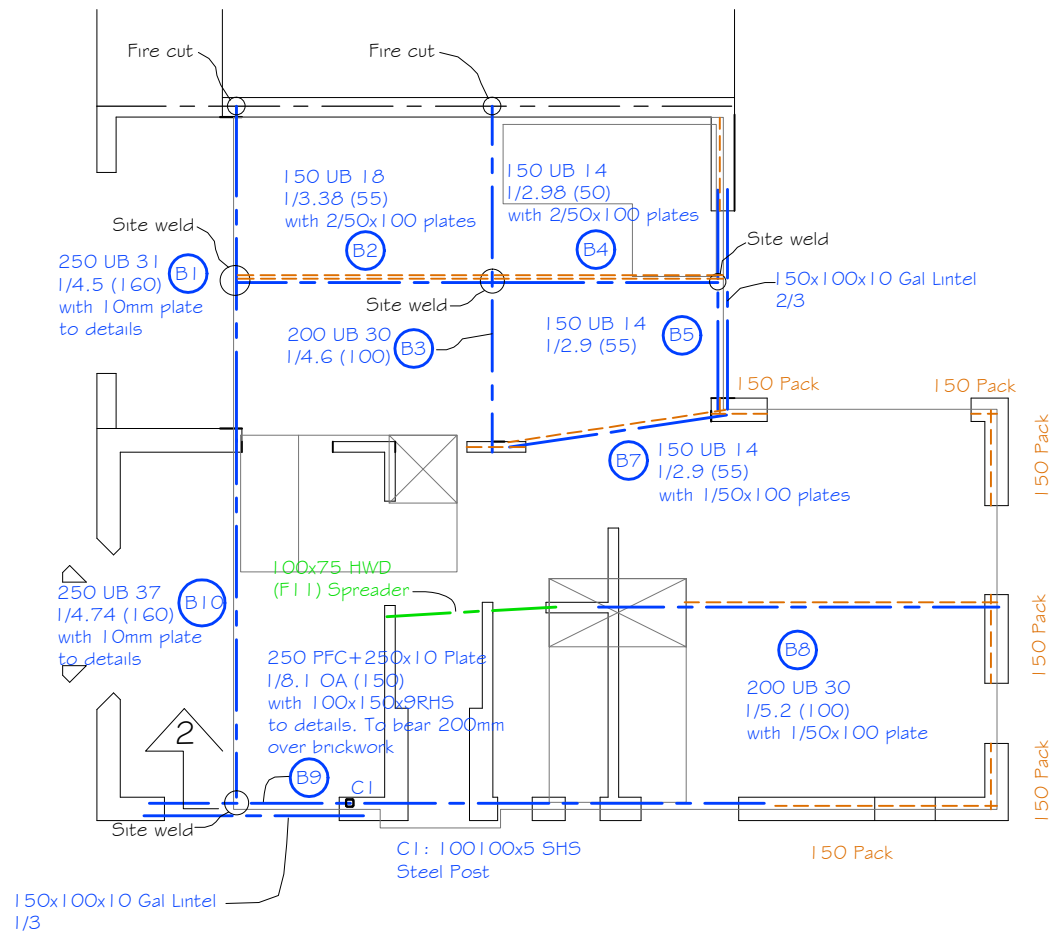 Fire cut
Fire cut
150 UB 18
1/3.38 (55)
with 2/50x100 plates
150 UB 14
1/2.98 (50)
with 2/50x100 plates
Site weld
B2
B4
Site weld
250 UB 31
1/4.5 (160)
with 10mm plate
to details
B1
150x100x10 Gal Lintel
2/3
Site weld
200 UB 30
1/4.6 (100)
B3
150 UB 14
1/2.9 (55)
B5
150 Pack
150 Pack
150 Pack
B7
150 UB 14
1/2.9 (55)
with 1/50x100 plates
100x75 HWD
(F11) Spreader
250 UB 37
1/4.74 (160)
with 10mm plate
to details
B10
150 Pack
250 PFC+250x10 Plate
1/8.1 OA (150)
with 100x150x9RHS
to details. To bear 200mm
over brickwork
B8
200 UB 30
1/5.2 (100)
with 1/50x100 plate
2
B9
C1
150 Pack
Site weld
C1: 100100x5 SHS
Steel Post
150 Pack
150x100x10 Gal Lintel
1/3